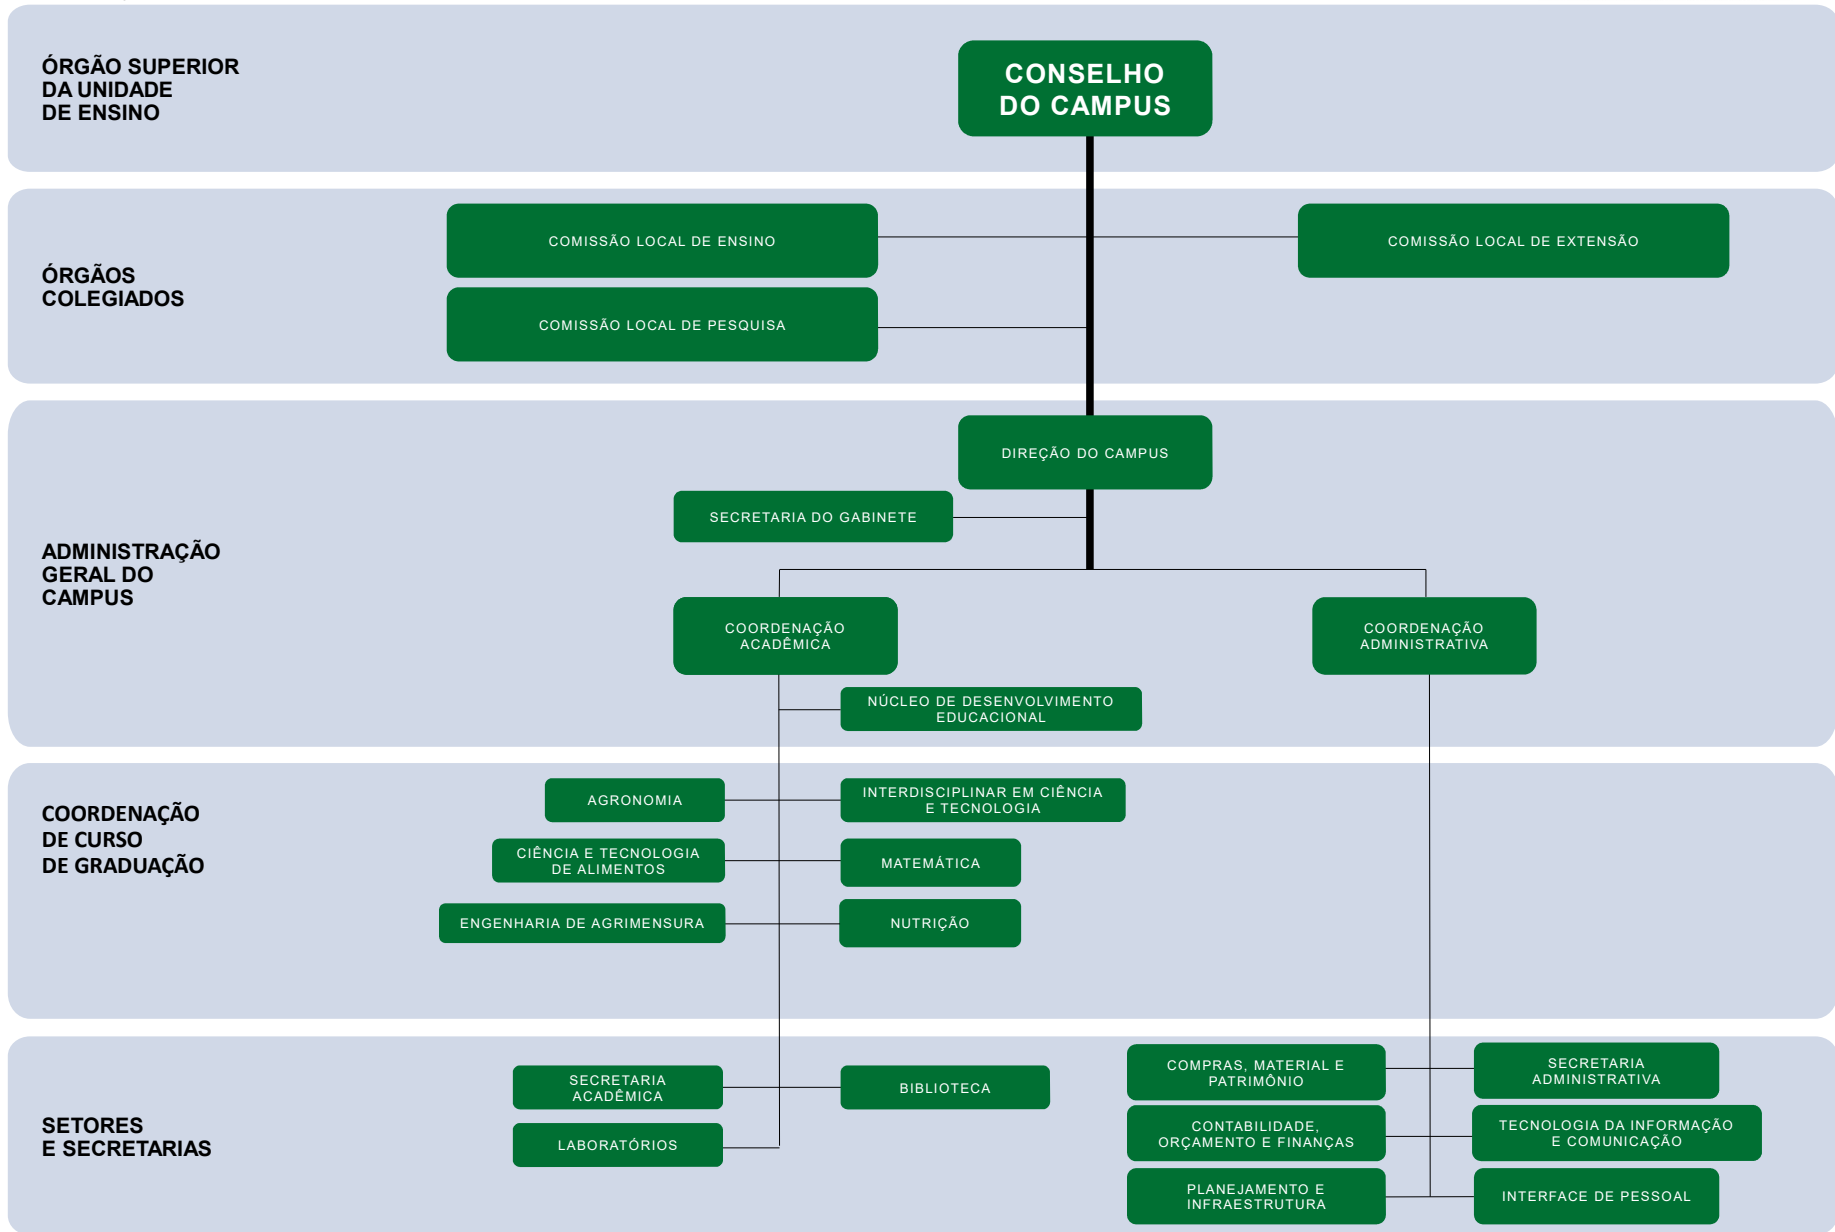 ÓRGÃO SUPERIOR
DA UNIDADE
DE ENSINO
CONSELHO
DO CAMPUS
ÓRGÃOS
COLEGIADOS
COMISSÃO LOCAL DE ENSINO
COMISSÃO LOCAL DE EXTENSÃO
COMISSÃO LOCAL DE PESQUISA
ADMINISTRAÇÃO
GERAL DO
CAMPUS
DIREÇÃO DO CAMPUS
SECRETARIA DO GABINETE
COORDENAÇÃO
ACADÊMICA
COORDENAÇÃO
ADMINISTRATIVA
NÚCLEO DE DESENVOLVIMENTO
EDUCACIONAL
COORDENAÇÃO
DE CURSO
DE GRADUAÇÃO
AGRONOMIA
INTERDISCIPLINAR EM CIÊNCIA
E TECNOLOGIA
CIÊNCIA E TECNOLOGIA
DE ALIMENTOS
MATEMÁTICA
ENGENHARIA DE AGRIMENSURA
NUTRIÇÃO
SETORES
E SECRETARIAS
SECRETARIA
ACADÊMICA
BIBLIOTECA
LABORATÓRIOS
COMPRAS, MATERIAL E
PATRIMÔNIO
SECRETARIA
ADMINISTRATIVA
CONTABILIDADE,
ORÇAMENTO E FINANÇAS
TECNOLOGIA DA INFORMAÇÃO
E COMUNICAÇÃO
PLANEJAMENTO E
INFRAESTRUTURA
INTERFACE DE PESSOAL